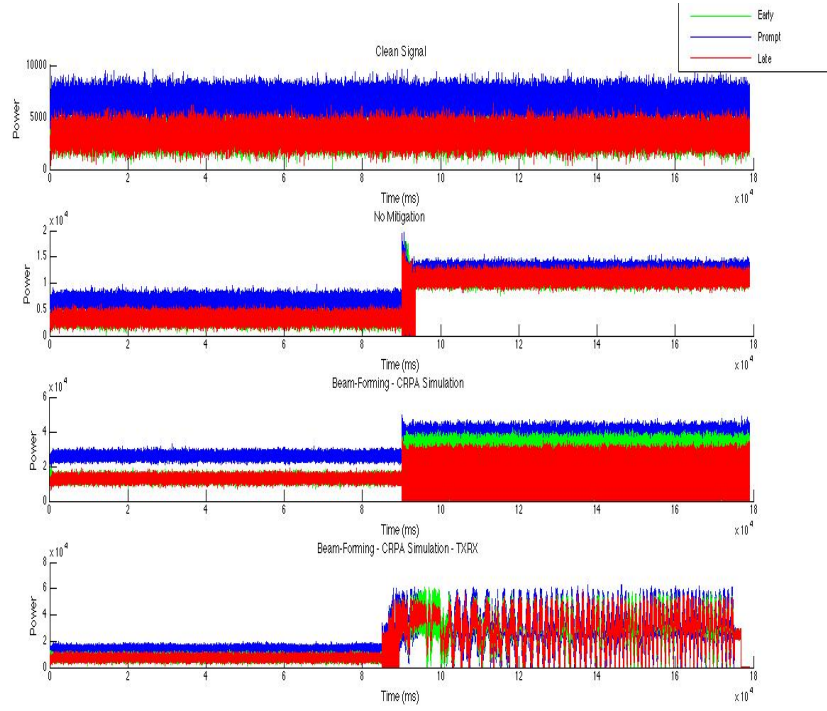 Early
Prompt
Late
Clean Signal
10000
5000
0
Power
0 2 4 6 8 10 12 14 16 18
Time (ms)
x 10^4
No Mitigation
x 10^4
2
1.5
1
0.5
0
Power
0 2 4 6 8 10 12 14 16 18
Time (ms)
x 10^4
Beam-Forming - CRPA Simulation
x 10^4
6
4
2
0
Power
0 2 4 6 8 10 12 14 16 18
Time (ms)
x 10^4
Beam-Forming - CRPA Simulation - TXRX
x 10^4
8
6
4
2
0
Power
0 2 4 6 8 10 12 14 16 18
Time (ms)
x 10^4